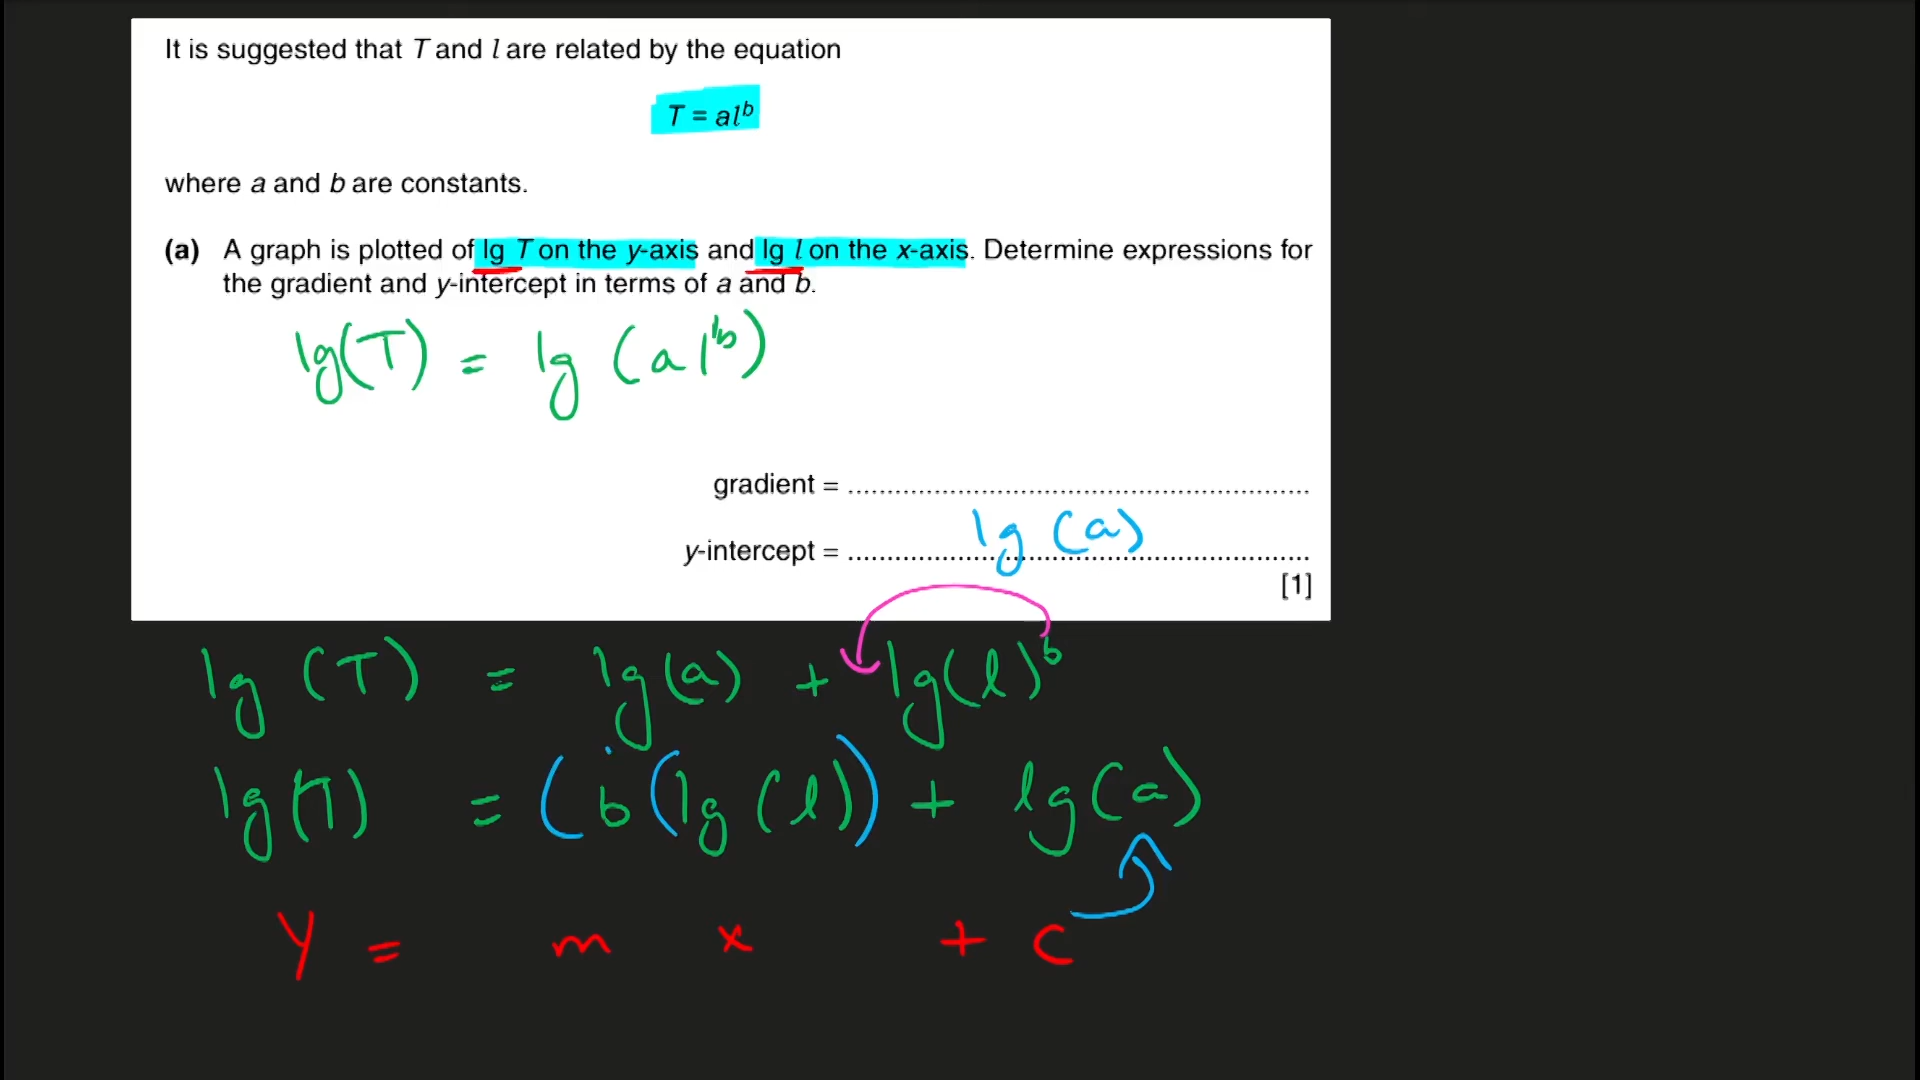 It is suggested that T and l are related by the equation
T = al^b
where a and b are constants.
(a) A graph is plotted of lg T on the y-axis and lg l on the x-axis. Determine expressions for
the gradient and y-intercept in terms of a and b.
lg(T) = lg (a l^b)
gradient = ..........................................................
lg (a)
y-intercept = ..........................................................
[1]
lg (T) = lg(a) + lg(l)^b
lg(T) = (b(lg(l)) + lg(a)
Y = m x + c